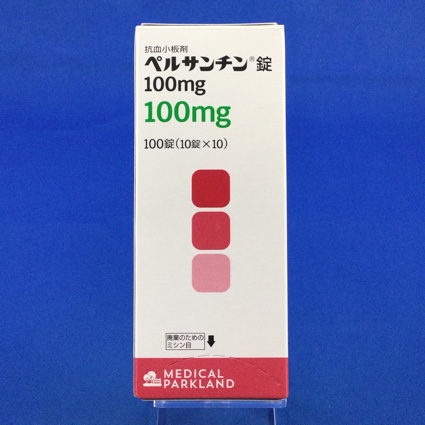 抗血小板剤
ペルサンチン®錠
100mg
100mg
100錠(10錠×10)
廃棄のための
ミシン目
MEDICAL
PARKLAND